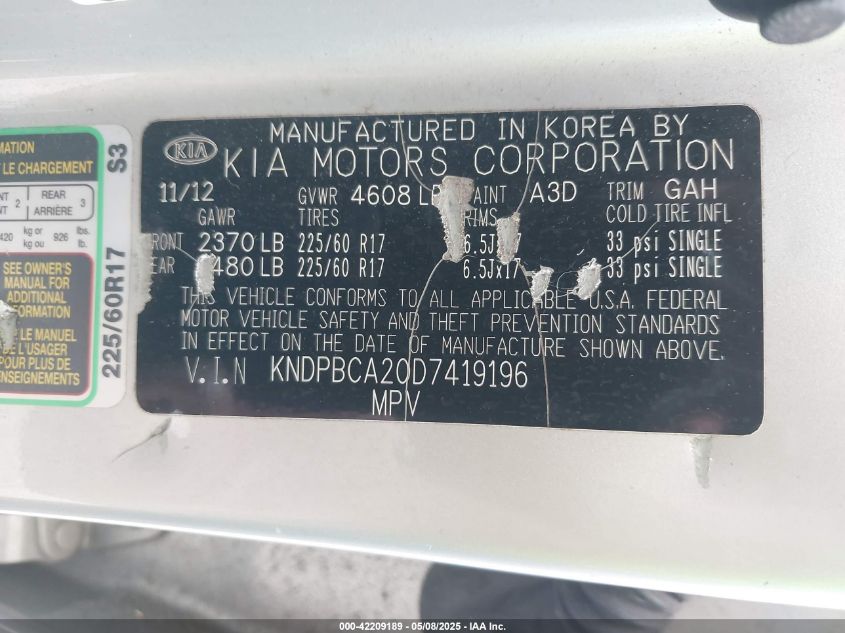 MATION
LE CHARGEMENT
2 REAR ARRIÈRE 3
420 kg or kg ou 926 lbs. lb.
SEE OWNER'S
MANUAL FOR
ADDITIONAL
LE MANUEL
DE L'USAGER
POUR PLUS DE
225/60R17 S3
MANUFACTURED IN KOREA BY
KIA KIA MOTORS CORPORATION
11/12 GVWR 4608 LB A3D TRIM GAH
GAWR TIRES COLD TIRE INFL
2370 LB 225/60 R17 33 psi SINGLE
480 LB 225/60 R17 6.5Jx17 33 psi SINGLE
THIS VEHICLE CONFORMS TO ALL APPLICABLE U.S.A. FEDERAL
MOTOR VEHICLE SAFETY AND THEFT PREVENTION STANDARDS
IN EFFECT ON THE DATE OF MANUFACTURE SHOWN ABOVE.
V.I.N KNDPBCA20D7419196
MPV
000-42209189 - 05/08/2025 - IAA Inc.